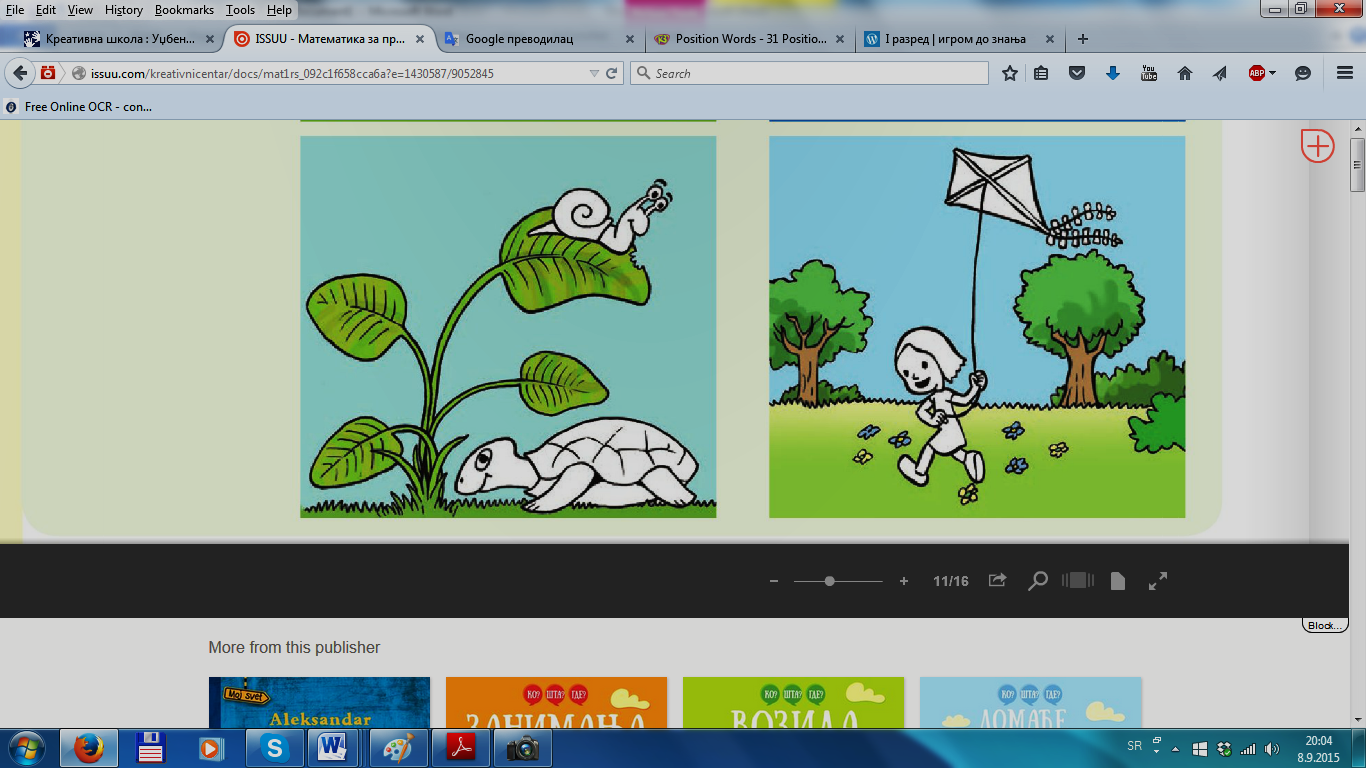 File Edit View History Bookmarks Tools Help
Креативна школа : Уџбен...
ISSUU - Математика за пр...
Google преводилац
Position Words - 31 Positio...
I разред | игром до знања
issuu.com/kreativnicentar/docs/mat1rs_092c1f658cca6a?e=1430587/9052845
Search
ABP
You Tube
Free Online OCR - con...
11/16
Block...
More from this publisher
Moj svet
Aleksandar
КО? ШТА? ГДЕ?
ЗАНИМАЊА
КО? ШТА? ГДЕ?
ВОЗИЛА
КО? ШТА? ГДЕ?
ДОМАЋЕ
SR
20:04
8.9.2015